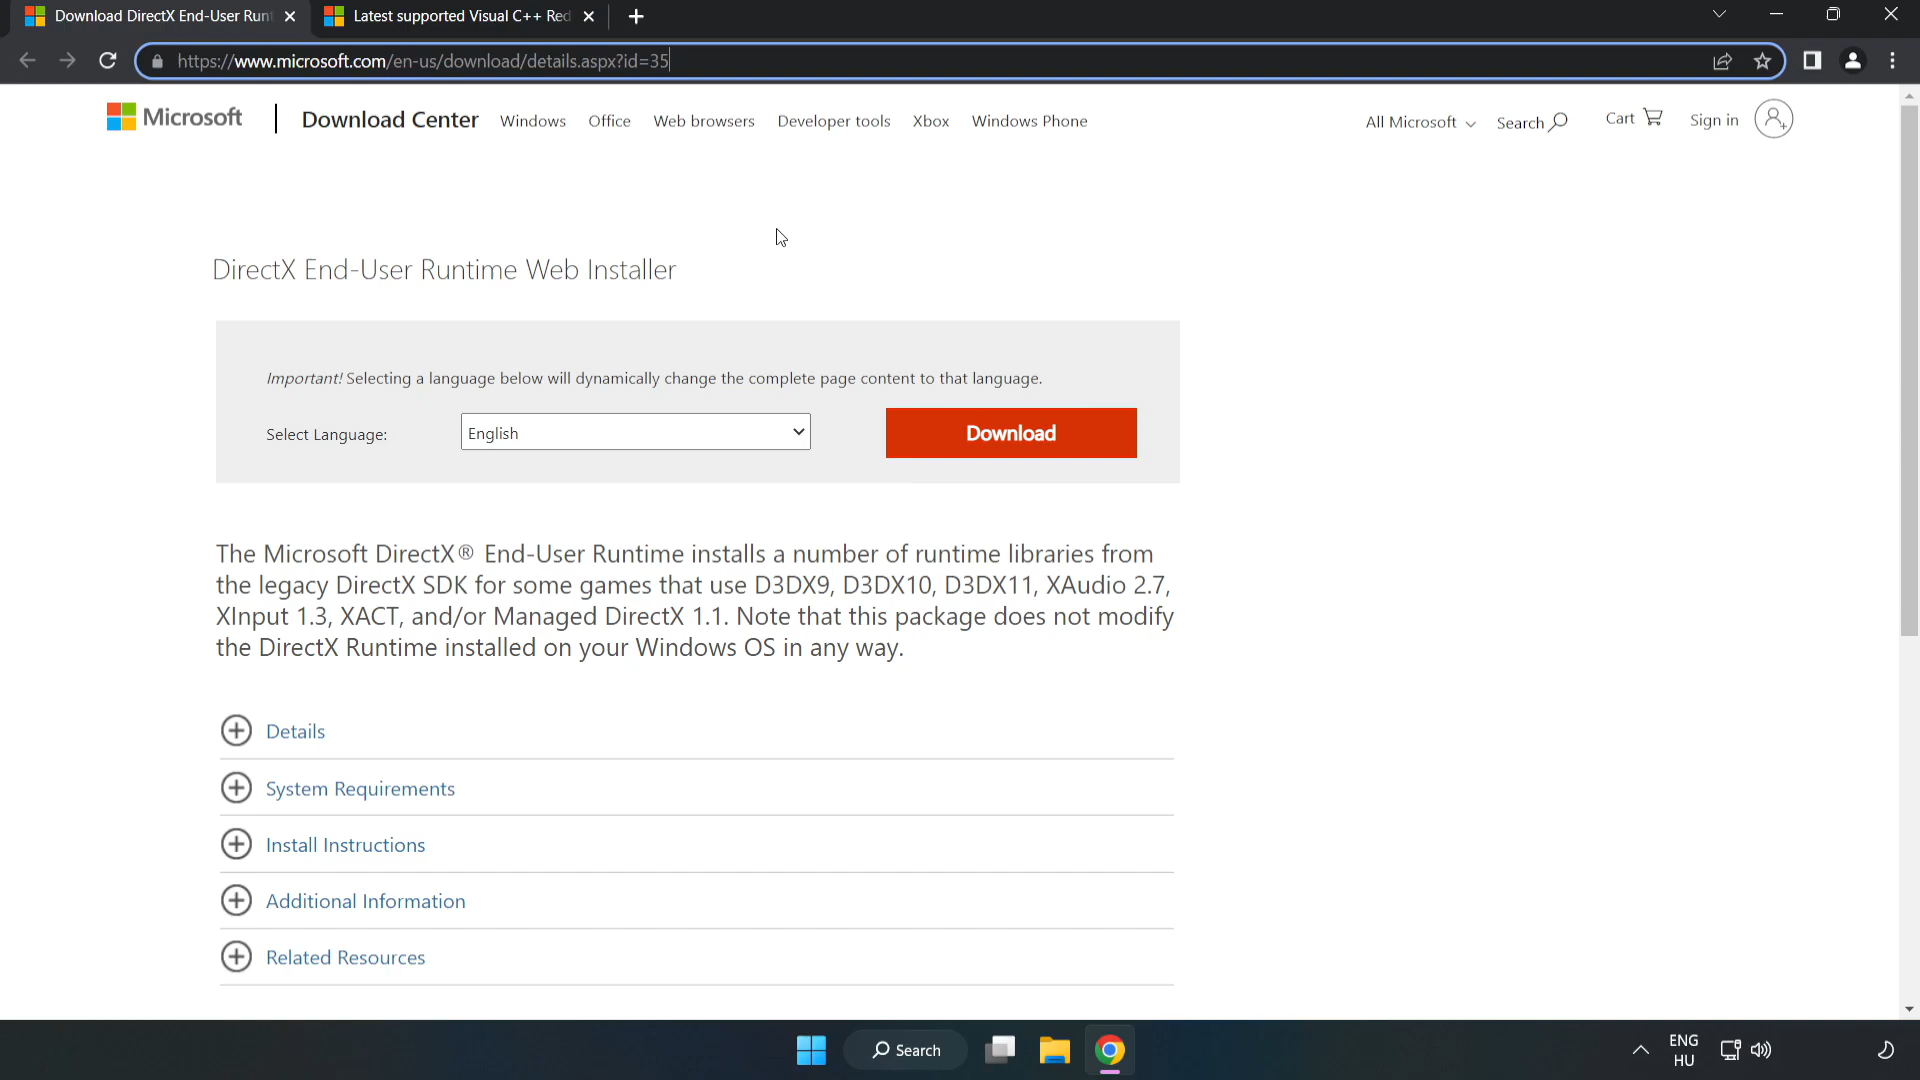 Download DirectX End-User Runt
Latest supported Visual C++ Red
https://www.microsoft.com/en-us/download/details.aspx?id=35
Microsoft
Download Center
Windows
Office
Web browsers
Developer tools
Xbox
Windows Phone
All Microsoft
Search
Cart
Sign in
DirectX End-User Runtime Web Installer
Important! Selecting a language below will dynamically change the complete page content to that language.
Select Language:
English
Download
The Microsoft DirectX® End-User Runtime installs a number of runtime libraries from
the legacy DirectX SDK for some games that use D3DX9, D3DX10, D3DX11, XAudio 2.7,
XInput 1.3, XACT, and/or Managed DirectX 1.1. Note that this package does not modify
the DirectX Runtime installed on your Windows OS in any way.
Details
System Requirements
Install Instructions
Additional Information
Related Resources
Search
ENG
HU